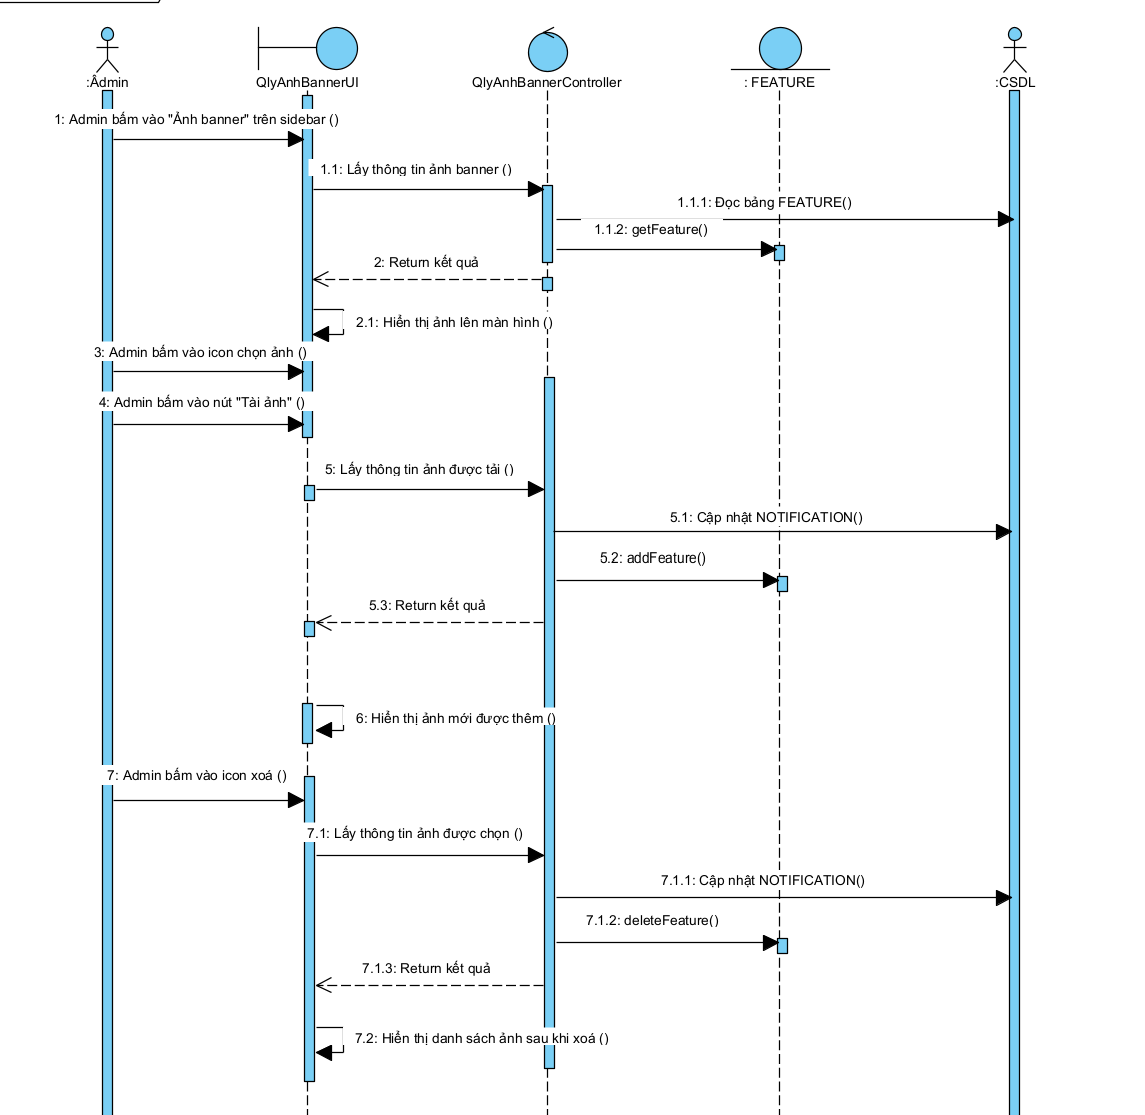 :Âdmin
QlyAnhBannerUI
QlyAnhBannerController
: FEATURE
:CSDL
1: Admin bấm vào "Ảnh banner" trên sidebar ()
1.1: Lấy thông tin ảnh banner ()
1.1.1: Đọc bảng FEATURE()
1.1.2: getFeature()
2: Return kết quả
2.1: Hiển thị ảnh lên màn hình ()
3: Admin bấm vào icon chọn ảnh ()
4: Admin bấm vào nút "Tài ảnh" ()
5: Lấy thông tin ảnh được tải ()
5.1: Cập nhật NOTIFICATION()
5.2: addFeature()
5.3: Return kết quả
6: Hiển thị ảnh mới được thêm ()
7: Admin bấm vào icon xoá ()
7.1: Lấy thông tin ảnh được chọn ()
7.1.1: Cập nhật NOTIFICATION()
7.1.2: deleteFeature()
7.1.3: Return kết quả
7.2: Hiển thị danh sách ảnh sau khi xoá ()